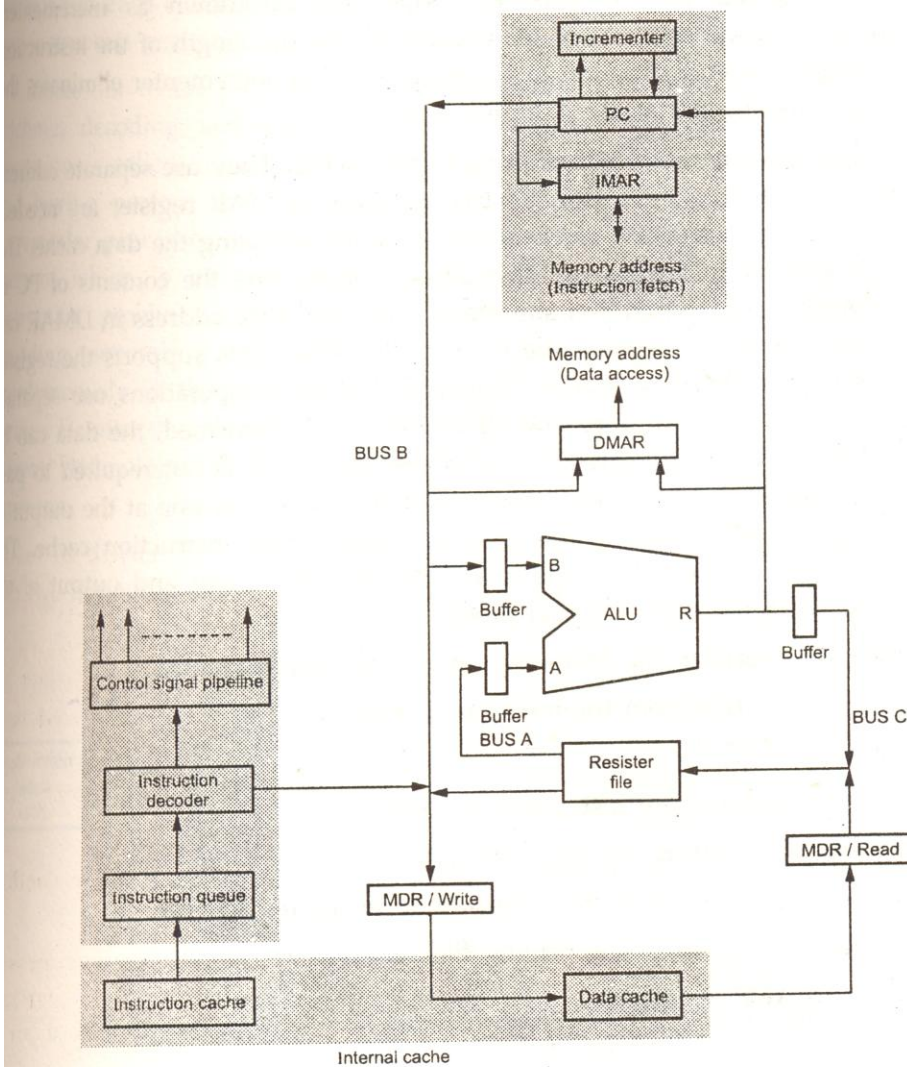 Incrementer
PC
IMAR
Memory address
(Instruction fetch)
Memory address
(Data access)
DMAR
BUS B
B
Buffer
ALU
R
Buffer
A
Buffer
BUS A
BUS C
Control signal pipeline
Instruction
decoder
Resister
file
MDR / Read
Instruction queue
MDR / Write
Instruction cache
Data cache
Internal cache